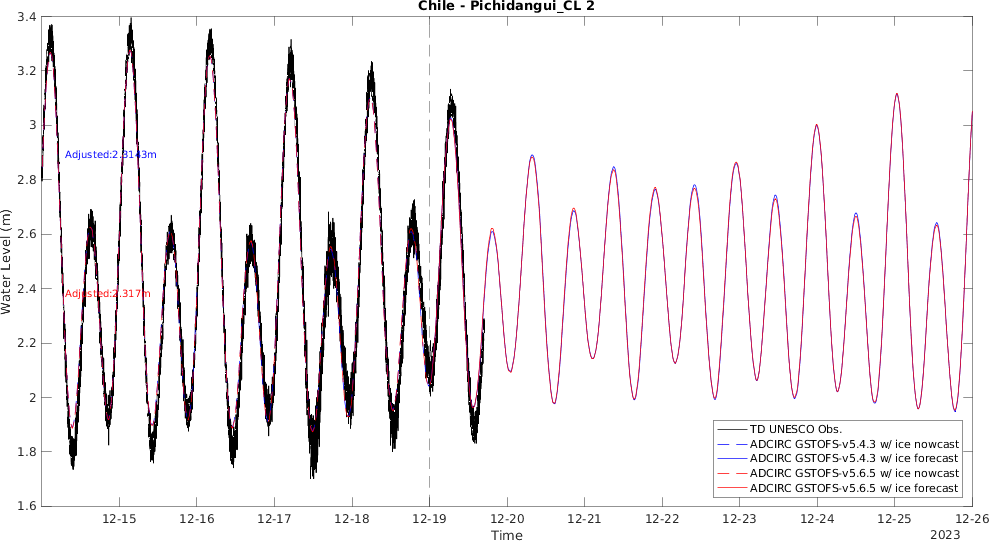 Chile - Pichidangui_CL 2
3.4
3.2
3
2.8
2.6
2.4
2.2
2
1.8
1.6
Water Level (m)
Adjusted:2.3143m
Adjusted:2.317m
TD UNESCO Obs.
ADCIRC GSTOFS-v5.4.3 w/ ice nowcast
ADCIRC GSTOFS-v5.4.3 w/ ice forecast
ADCIRC GSTOFS-v5.6.5 w/ ice nowcast
ADCIRC GSTOFS-v5.6.5 w/ ice forecast
12-15 12-16 12-17 12-18 12-19 12-20 12-21 12-22 12-23 12-24 12-25 12-26
Time
2023